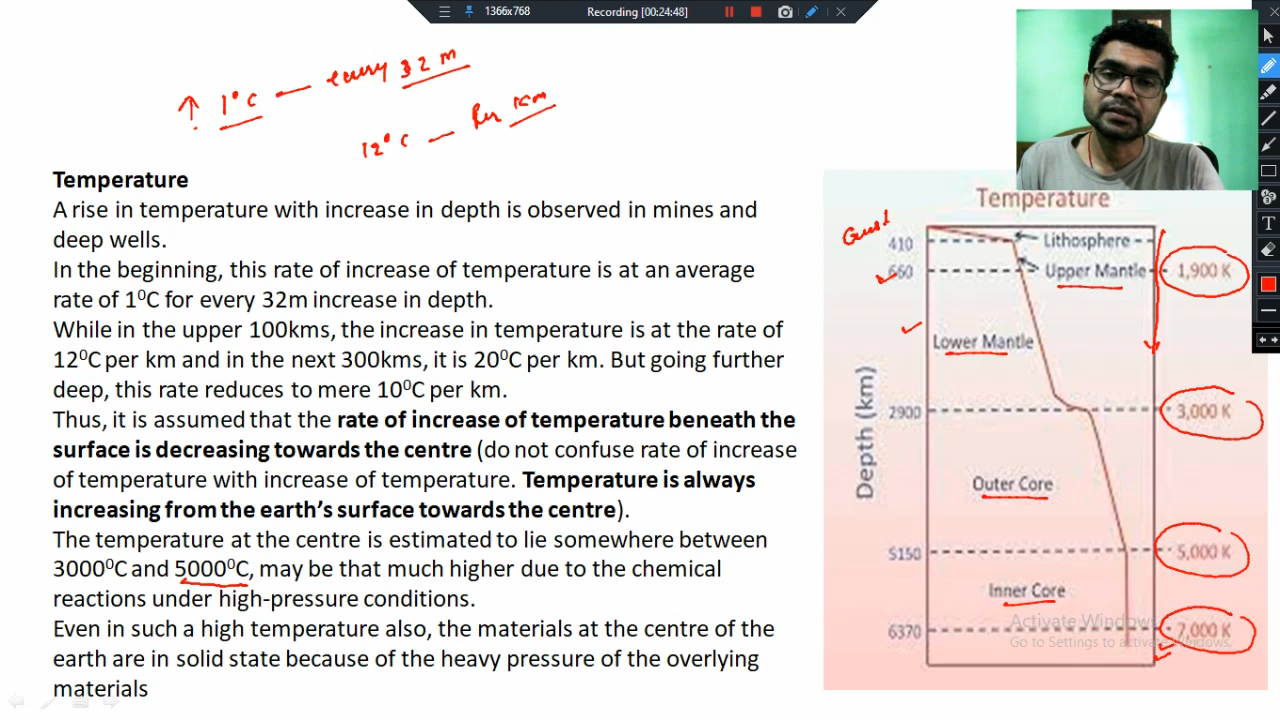 1366x768
Recording [00:24:48]
↑ 1°C — every 32 m
12°C — Per Km
Temperature
A rise in temperature with increase in depth is observed in mines and
deep wells.
In the beginning, this rate of increase of temperature is at an average
rate of 1⁰C for every 32m increase in depth.
While in the upper 100kms, the increase in temperature is at the rate of
12⁰C per km and in the next 300kms, it is 20⁰C per km. But going further
deep, this rate reduces to mere 10⁰C per km.
Thus, it is assumed that the rate of increase of temperature beneath the
surface is decreasing towards the centre (do not confuse rate of increase
of temperature with increase of temperature. Temperature is always
increasing from the earth’s surface towards the centre).
The temperature at the centre is estimated to lie somewhere between
3000⁰C and 5000⁰C, may be that much higher due to the chemical
reactions under high-pressure conditions.
Even in such a high temperature also, the materials at the centre of the
earth are in solid state because of the heavy pressure of the overlying
materials
Temperature
Crust
410 Lithosphere
660 Upper Mantle 1,900 K
Lower Mantle
2900 3,000 K
Depth (km)
Outer Core
5150 5,000 K
Inner Core
6370 7,000 K
Activate Windows
Go to Settings to activate Windows.
T